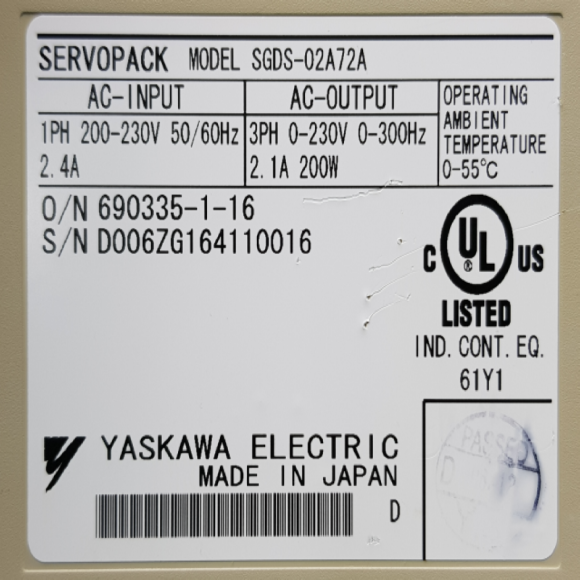 SERVOPACK MODEL SGDS-02A72A
AC-INPUT
1PH 200-230V 50/60Hz
2.4A
AC-OUTPUT
3PH 0-230V 0-300Hz
2.1A 200W
OPERATING
AMBIENT
TEMPERATURE
0-55℃
O/N 690335-1-16
S/N D006ZG164110016
C UL ® US
LISTED
IND. CONT. EQ.
61Y1
PASSED
D
YASKAWA ELECTRIC
MADE IN JAPAN
D